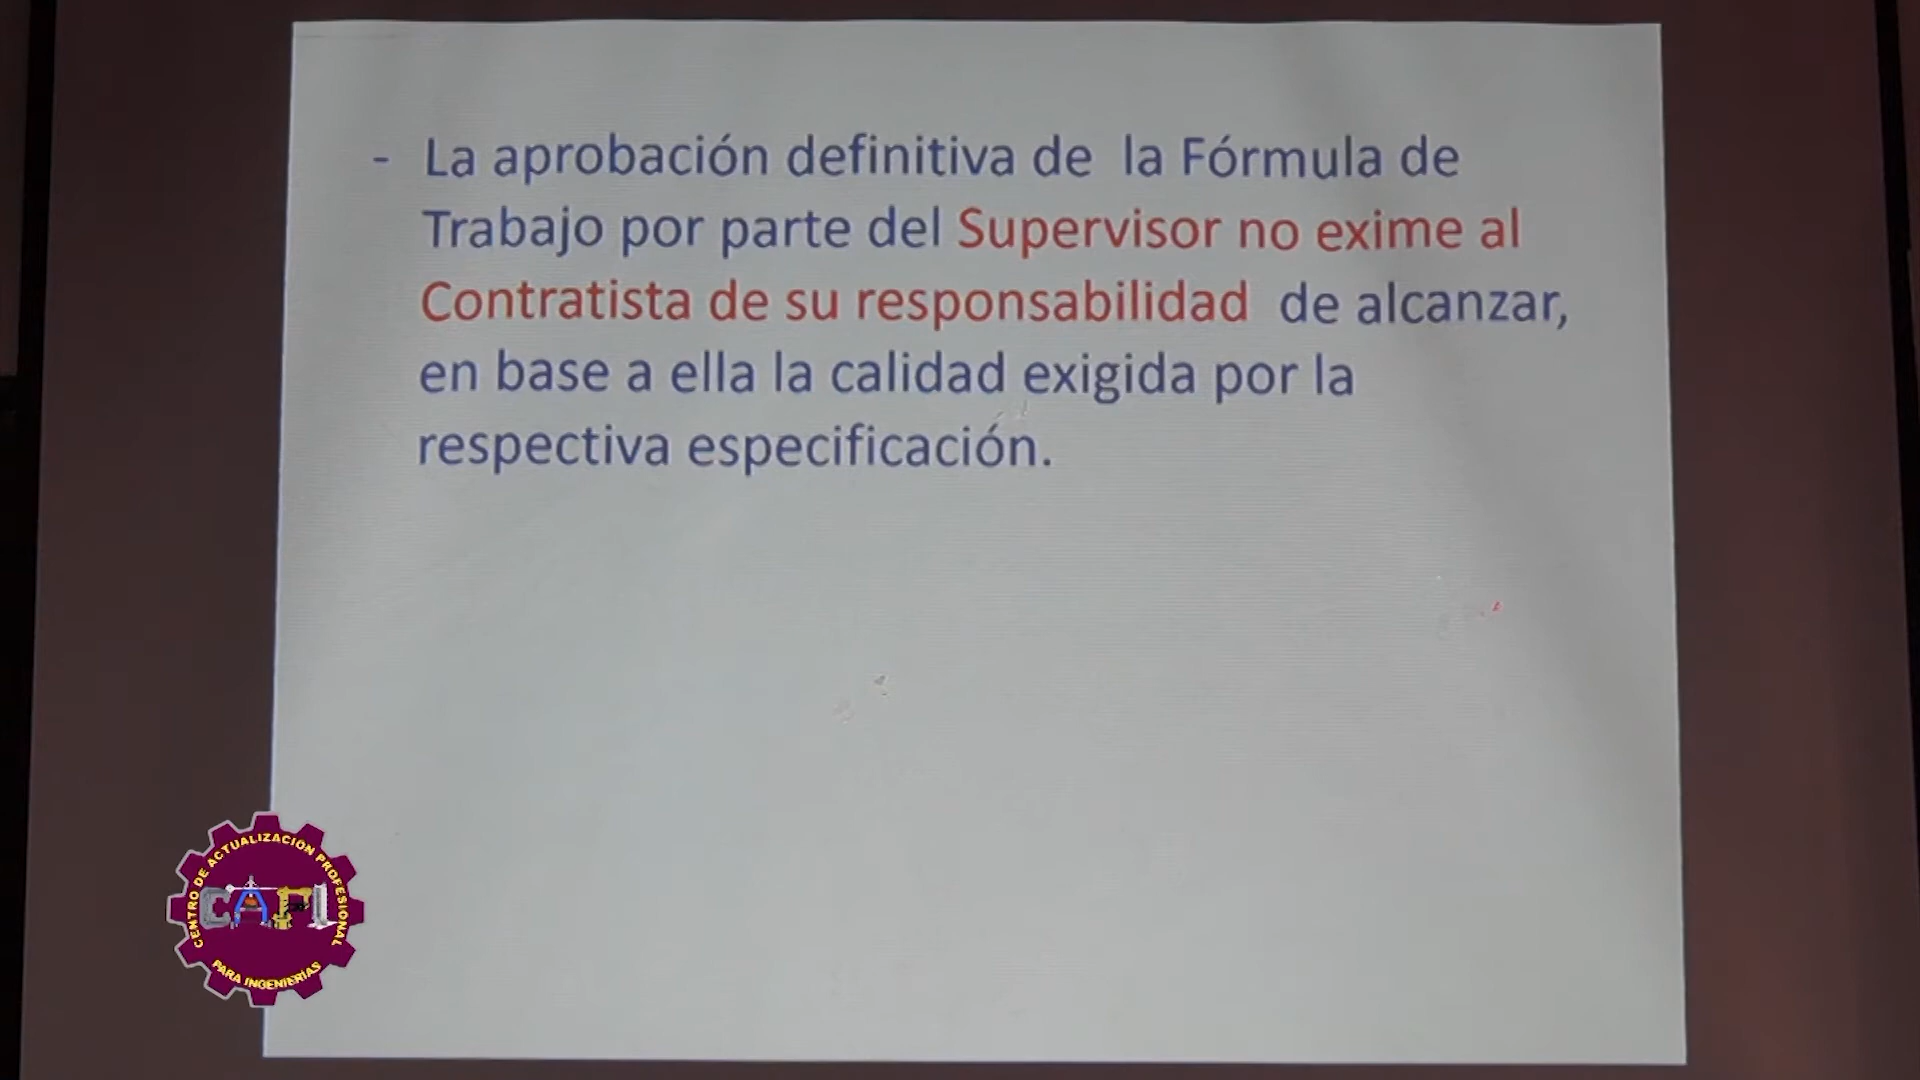 - La aprobación definitiva de la Fórmula de
Trabajo por parte del Supervisor no exime al
Contratista de su responsabilidad de alcanzar,
en base a ella la calidad exigida por la
respectiva especificación.
CENTRO DE ACTUALIZACIÓN PROFESIONAL
CAPI
PARA INGENIERÍAS